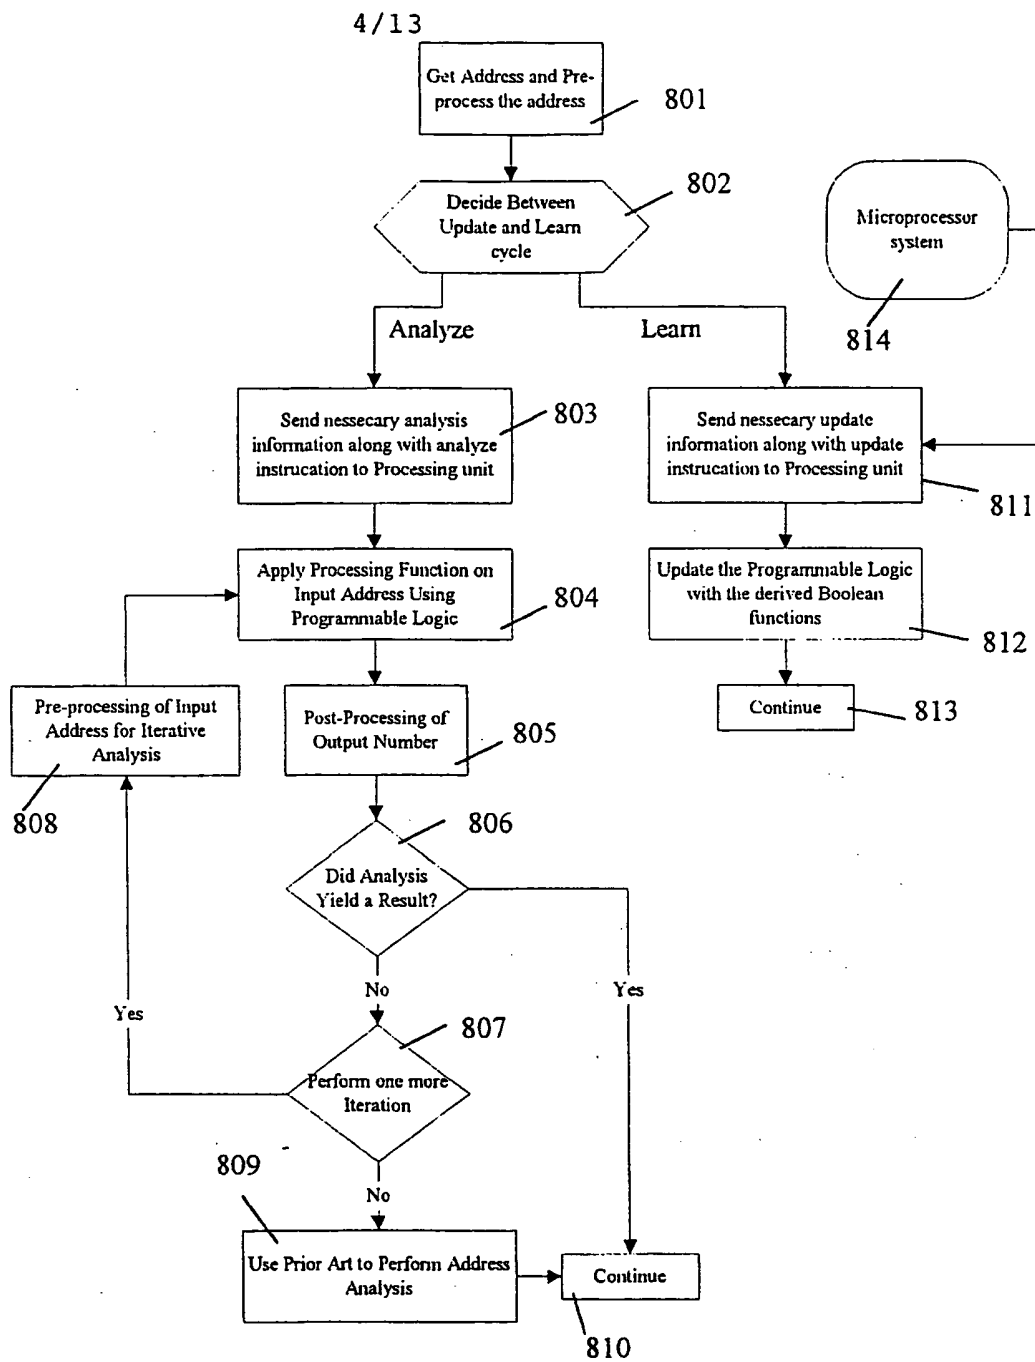 4/13
Get Address and Pre-
process the address
801
Decide Between
Update and Learn
cycle
802
Microprocessor
system
814
Analyze
Learn
Send nessecary analysis
information along with analyze
instrucation to Processing unit
803
Send nessecary update
information along with update
instrucation to Processing unit
811
Apply Processing Function on
Input Address Using
Programmable Logic
804
Update the Programmable Logic
with the derived Boolean
functions
812
Pre-processing of Input
Address for Iterative
Analysis
808
Post-Processing of
Output Number
805
Continue
813
806
Did Analysis
Yield a Result?
No
Yes
Yes
807
Perform one more
Iteration
809
No
Use Prior Art to Perform Address
Analysis
Continue
810